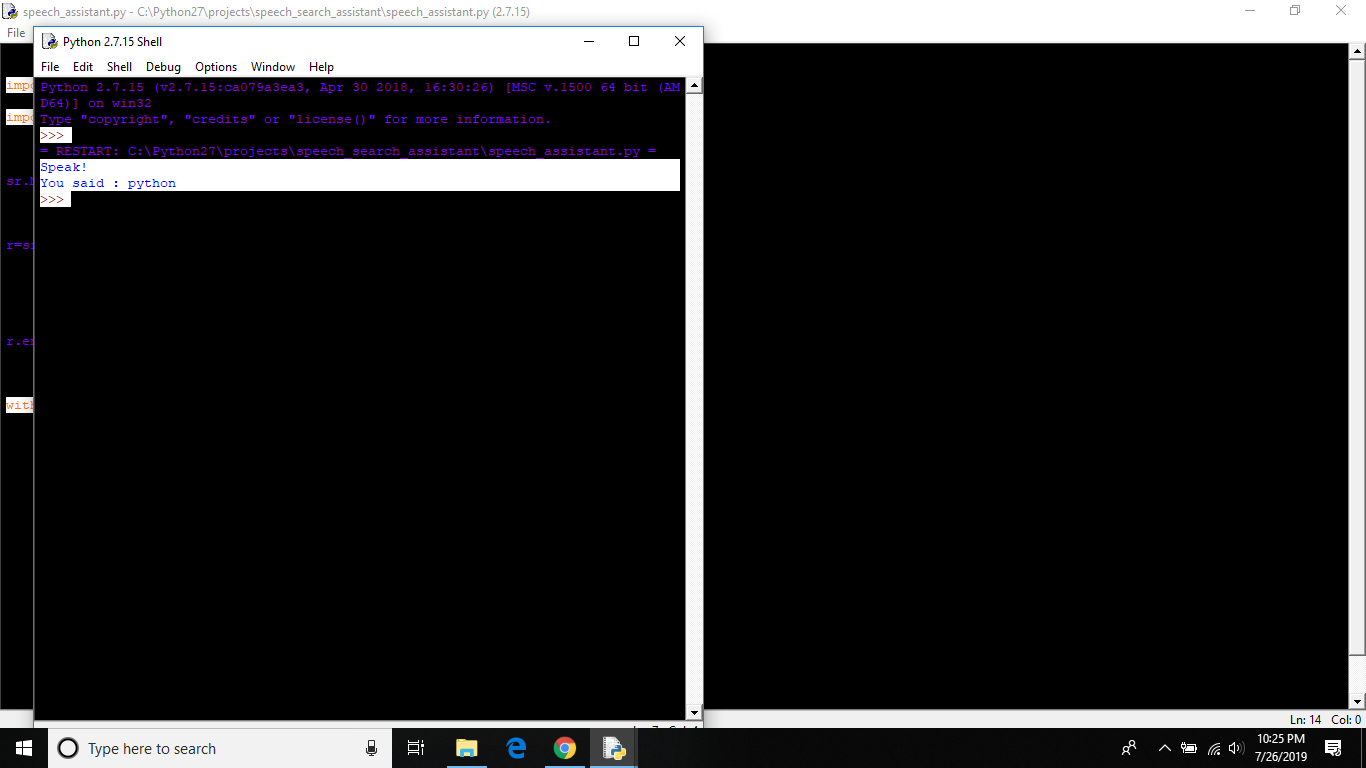 speech_assistant.py - C:\Python27\projects\speech_search_assistant\speech_assistant.py (2.7.15)
File
Python 2.7.15 Shell
File Edit Shell Debug Options Window Help
Python 2.7.15 (v2.7.15:ca079a3ea3, Apr 30 2018, 16:30:26) [MSC v.1500 64 bit (AM
D64)] on win32
Type "copyright", "credits" or "license()" for more information.
>>>
= RESTART: C:\Python27\projects\speech_search_assistant\speech_assistant.py =
Speak!
You said : python
>>>
impo
impo
sr.
r=s
r.e
with
Ln: 14 Col: 0
Type here to search
10:25 PM
7/26/2019